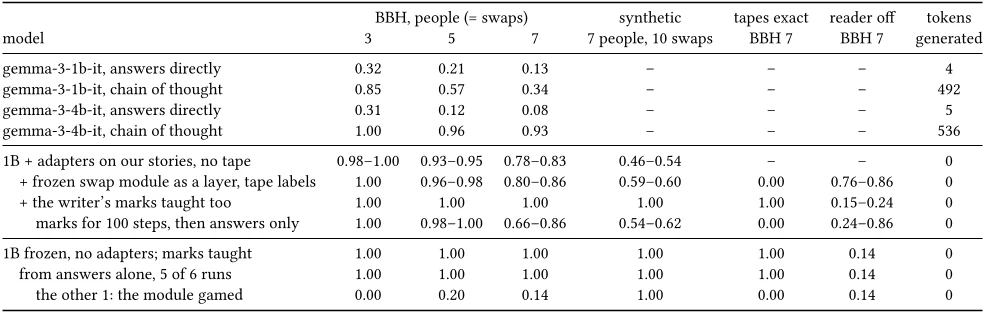 BBH, people (= swaps) synthetic tapes exact reader off tokens
model 3 5 7 7 people, 10 swaps BBH 7 BBH 7 generated
gemma-3-1b-it, answers directly 0.32 0.21 0.13 – – – 4
gemma-3-1b-it, chain of thought 0.85 0.57 0.34 – – – 492
gemma-3-4b-it, answers directly 0.31 0.12 0.08 – – – 5
gemma-3-4b-it, chain of thought 1.00 0.96 0.93 – – – 536
1B + adapters on our stories, no tape 0.98–1.00 0.93–0.95 0.78–0.83 0.46–0.54 – – 0
+ frozen swap module as a layer, tape labels 1.00 0.96–0.98 0.80–0.86 0.59–0.60 0.00 0.76–0.86 0
+ the writer's marks taught too 1.00 1.00 1.00 1.00 1.00 0.15–0.24 0
marks for 100 steps, then answers only 1.00 0.98–1.00 0.66–0.86 0.54–0.62 0.00 0.24–0.86 0
1B frozen, no adapters; marks taught 1.00 1.00 1.00 1.00 1.00 0.14 0
from answers alone, 5 of 6 runs 1.00 1.00 1.00 1.00 1.00 0.14 0
the other 1: the module gamed 0.00 0.20 0.14 1.00 0.00 0.14 0